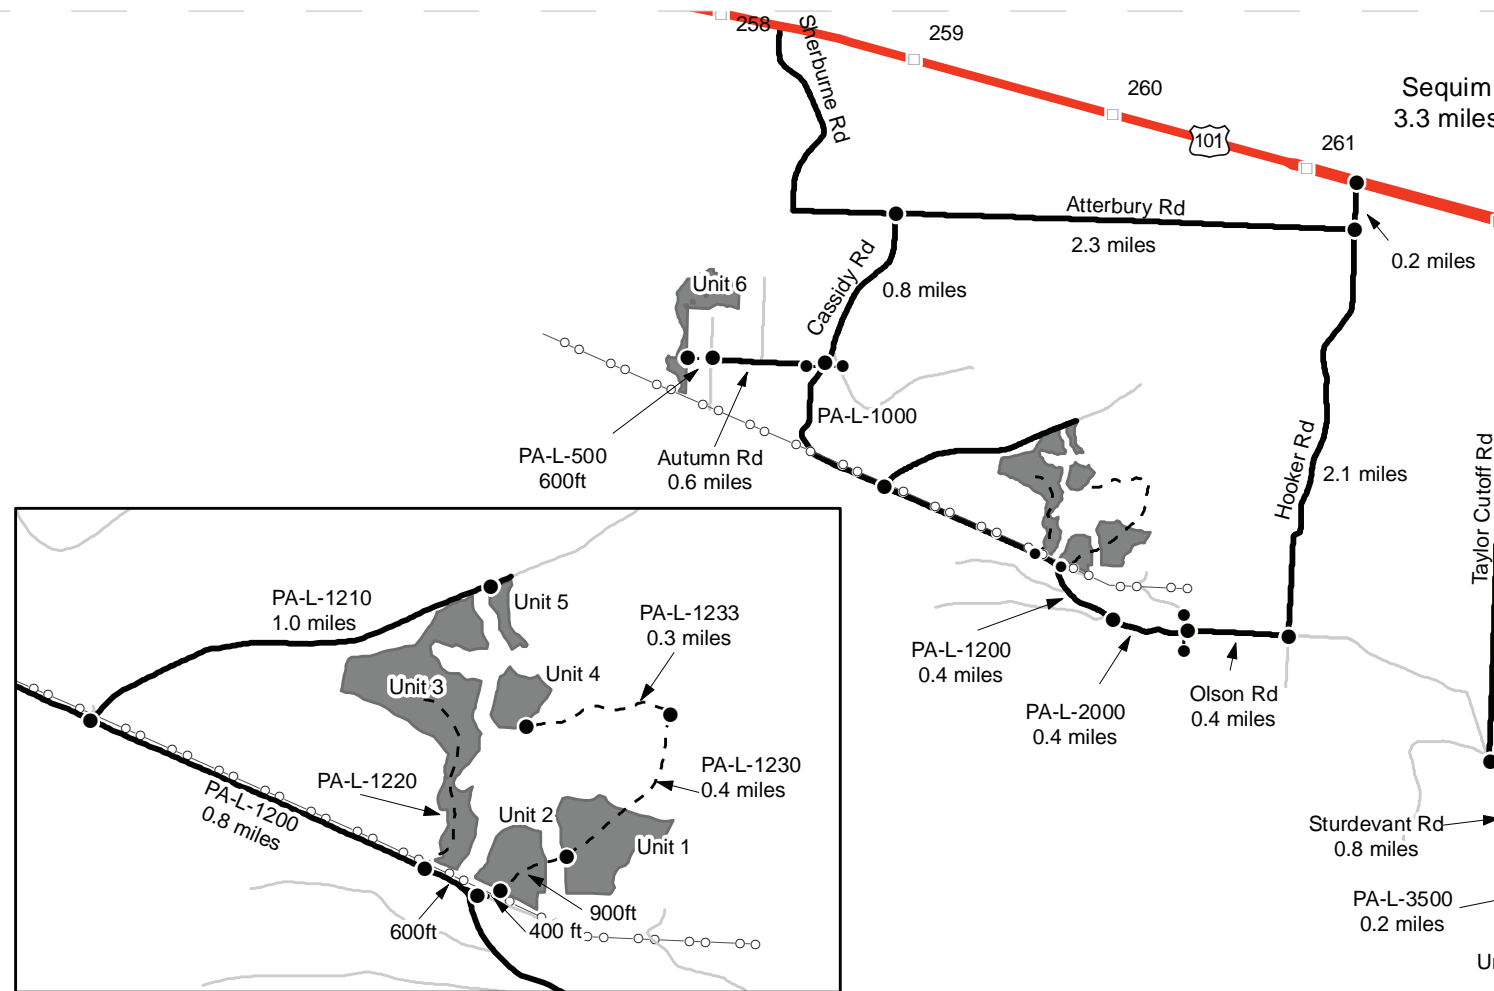 258
Sherburne Rd
259
260
101
261
Sequim
3.3 miles
Atterbury Rd
2.3 miles
0.2 miles
Cassidy Rd
0.8 miles
Unit 6
PA-L-1000
PA-L-500
600ft
Autumn Rd
0.6 miles
Hooker Rd
2.1 miles
Taylor Cutoff Rd
PA-L-1200
0.4 miles
PA-L-2000
0.4 miles
Olson Rd
0.4 miles
Sturdevant Rd
0.8 miles
PA-L-3500
0.2 miles
PA-L-1210
1.0 miles
Unit 5
PA-L-1233
0.3 miles
Unit 4
Unit 3
PA-L-1220
PA-L-1230
0.4 miles
PA-L-1200
0.8 miles
Unit 2
Unit 1
900ft
400 ft
600ft